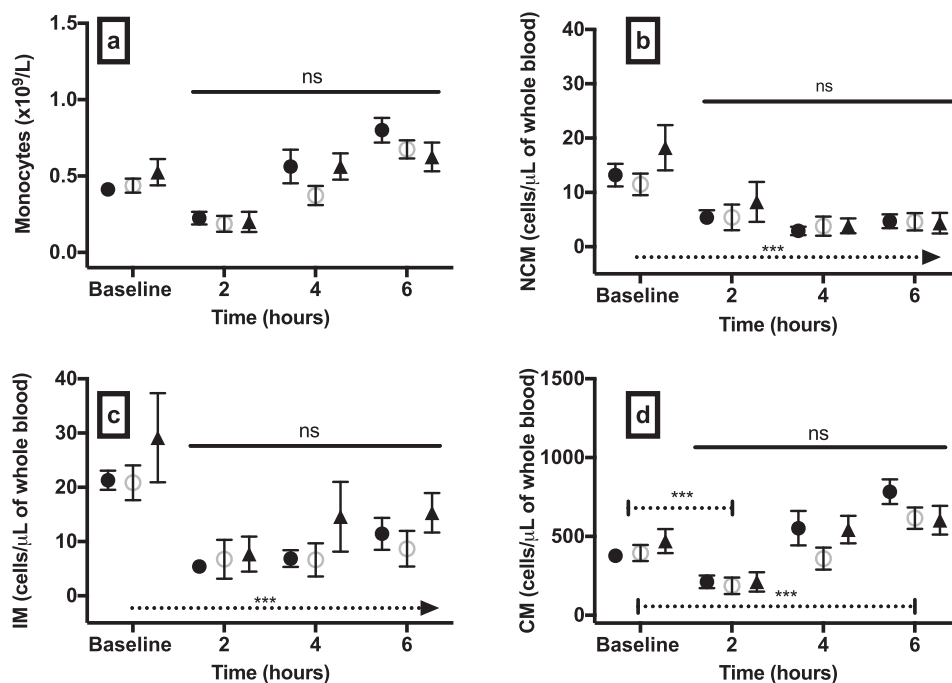 a
Monocytes (x10⁹/L)
1.5
1.0
0.5
0.0
ns
Baseline 2 4 6
Time (hours)
b
NCM (cells/μL of whole blood)
40
30
20
10
0
ns
***
Baseline 2 4 6
Time (hours)
c
IM (cells/μL of whole blood)
40
30
20
10
0
ns
***
Baseline 2 4 6
Time (hours)
d
CM (cells/μL of whole blood)
1500
1000
500
0
ns
***
***
Baseline 2 4 6
Time (hours)